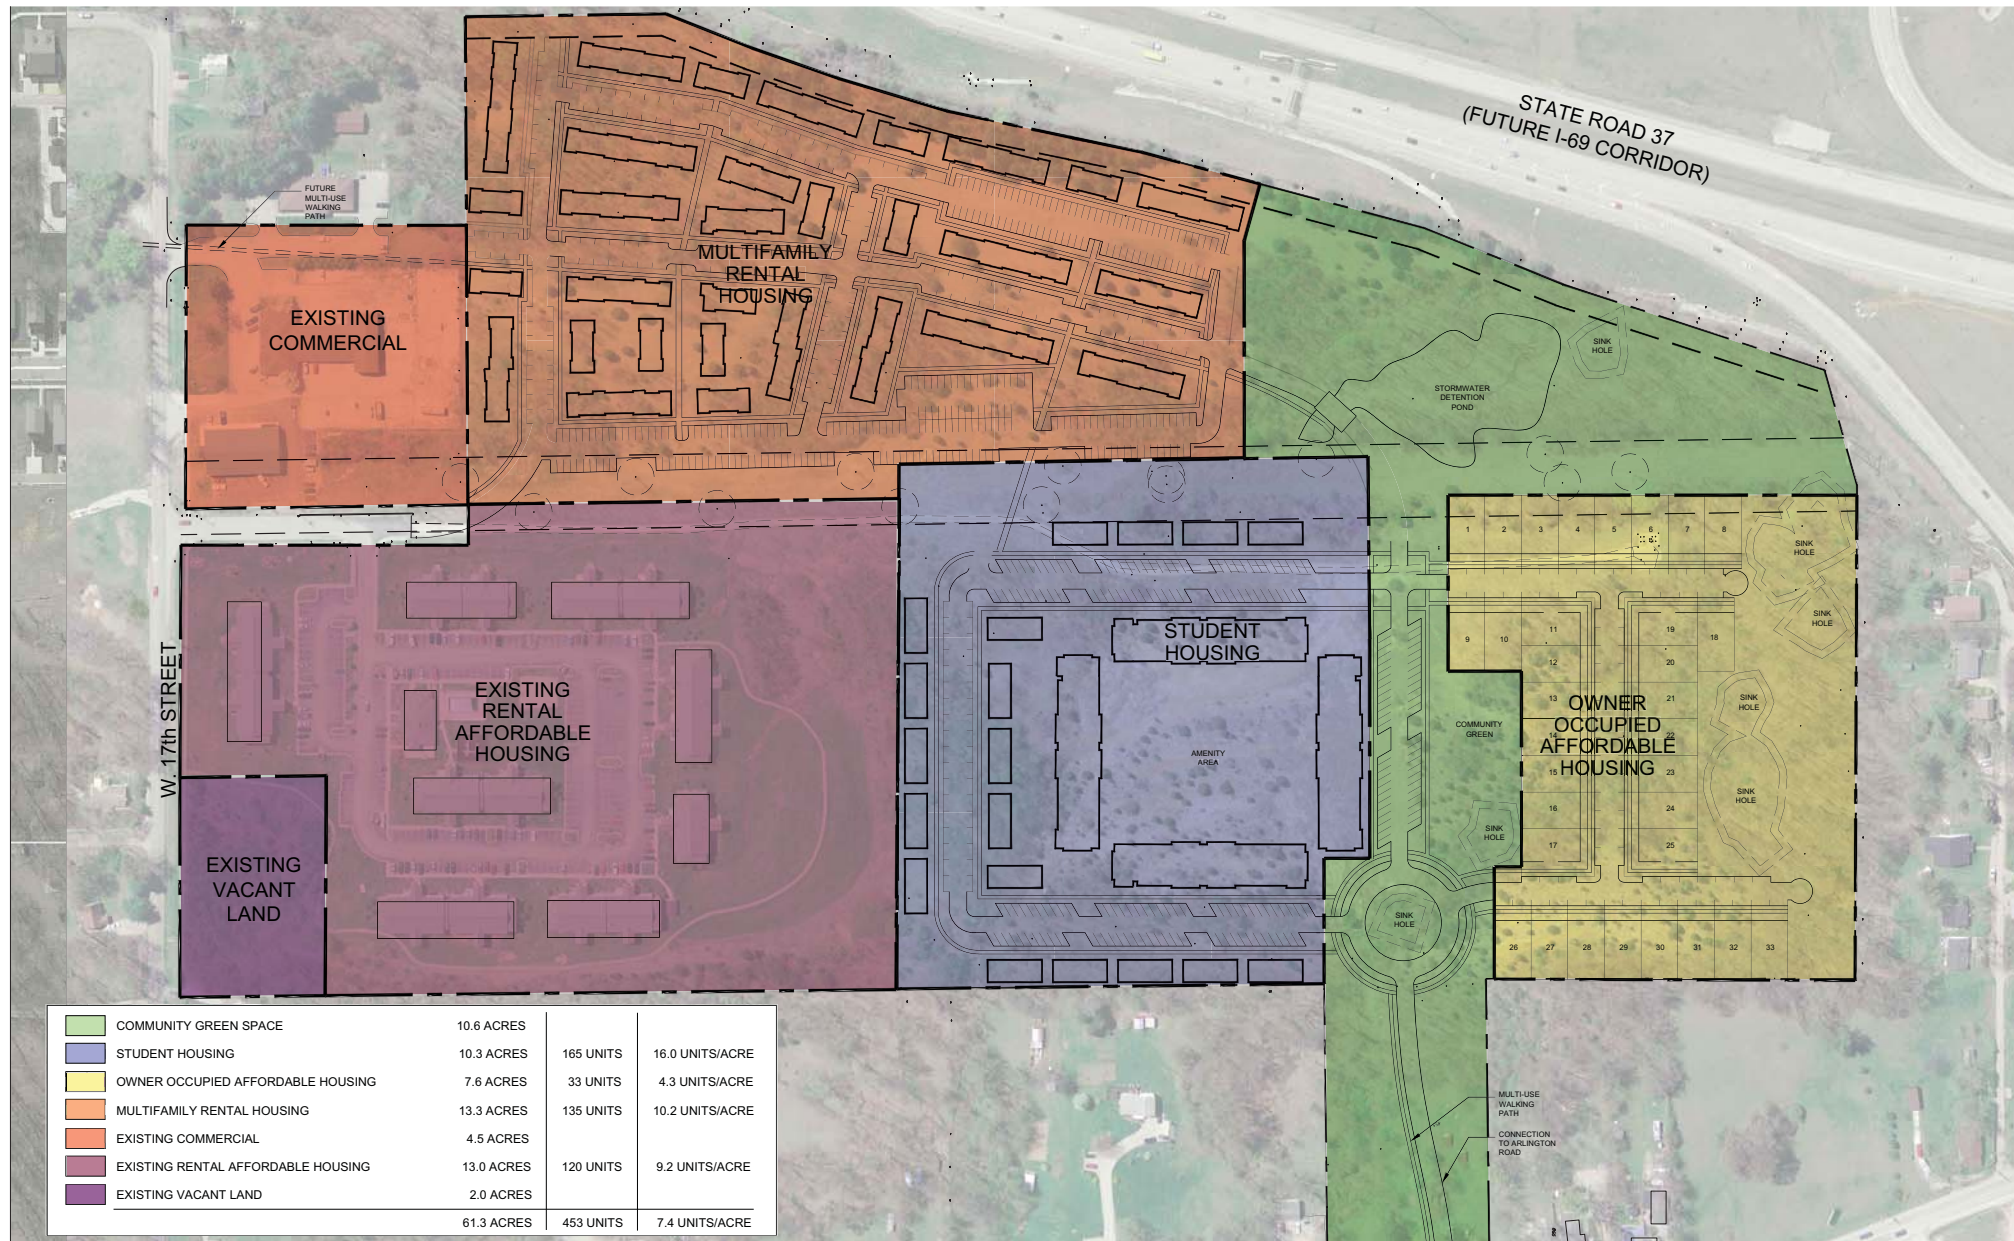 STATE ROAD 37
(FUTURE I-69 CORRIDOR)
FUTURE
MULTI-USE
WALKING
PATH
EXISTING
COMMERCIAL
MULTIFAMILY
RENTAL
HOUSING
SINK
HOLE
STORMWATER
DETENTION
POND
W. 17th STREET
EXISTING
RENTAL
AFFORDABLE
HOUSING
EXISTING
VACANT
LAND
STUDENT
HOUSING
AMENITY
AREA
COMMUNITY
GREEN
SINK
HOLE
SINK
HOLE
OWNER
OCCUPIED
AFFORDABLE
HOUSING
1 2 3 4 5 6 7 8
9 10
11
12
13
14
15
16
17
18
19
20
21
22
23
24
25
26 27 28 29 30 31 32 33
SINK
HOLE
SINK
HOLE
SINK
HOLE
SINK
HOLE
MULTI-USE
WALKING
PATH
CONNECTION
TO ARLINGTON
ROAD
COMMUNITY GREEN SPACE 10.6 ACRES
STUDENT HOUSING 10.3 ACRES 165 UNITS 16.0 UNITS/ACRE
OWNER OCCUPIED AFFORDABLE HOUSING 7.6 ACRES 33 UNITS 4.3 UNITS/ACRE
MULTIFAMILY RENTAL HOUSING 13.3 ACRES 135 UNITS 10.2 UNITS/ACRE
EXISTING COMMERCIAL 4.5 ACRES
EXISTING RENTAL AFFORDABLE HOUSING 13.0 ACRES 120 UNITS 9.2 UNITS/ACRE
EXISTING VACANT LAND 2.0 ACRES
61.3 ACRES 453 UNITS 7.4 UNITS/ACRE